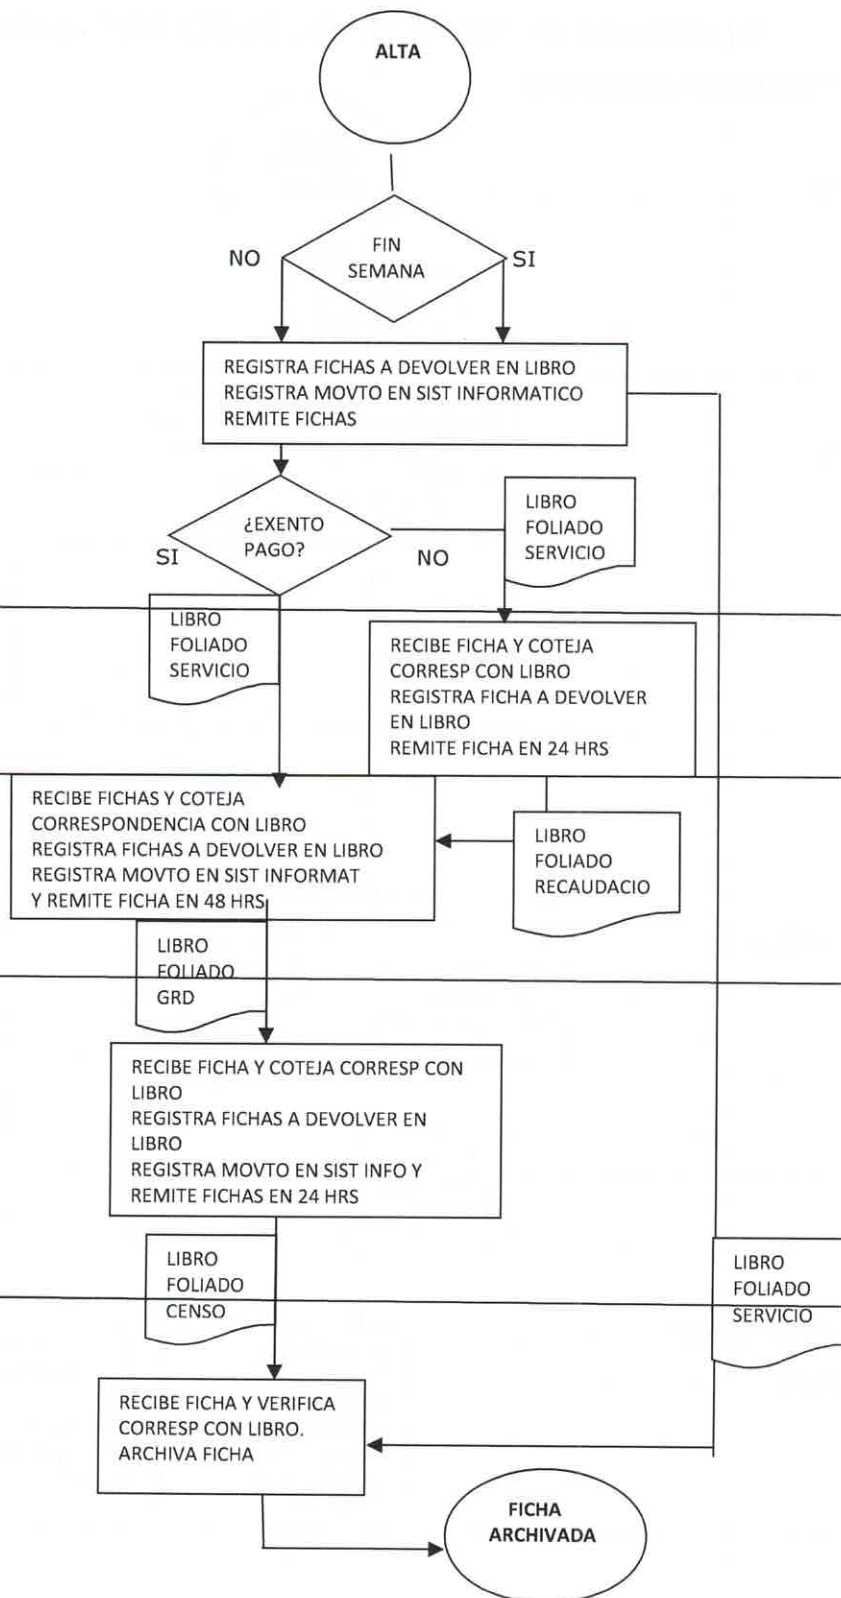 ALTA
FIN
SEMANA
NO
SI
REGISTRA FICHAS A DEVOLVER EN LIBRO
REGISTRA MOVTO EN SIST INFORMATICO
REMITE FICHAS
¿EXENTO
PAGO?
SI
NO
LIBRO
FOLIADO
SERVICIO
LIBRO
FOLIADO
SERVICIO
RECIBE FICHA Y COTEJA
CORRESP CON LIBRO
REGISTRA FICHA A DEVOLVER
EN LIBRO
REMITE FICHA EN 24 HRS
RECIBE FICHAS Y COTEJA
CORRESPONDENCIA CON LIBRO
REGISTRA FICHAS A DEVOLVER EN LIBRO
REGISTRA MOVTO EN SIST INFORMAT
Y REMITE FICHA EN 48 HRS
LIBRO
FOLIADO
RECAUDACIO
LIBRO
FOLIADO
GRD
RECIBE FICHA Y COTEJA CORRESP CON
LIBRO
REGISTRA FICHAS A DEVOLVER EN
LIBRO
REGISTRA MOVTO EN SIST INFO Y
REMITE FICHAS EN 24 HRS
LIBRO
FOLIADO
CENSO
LIBRO
FOLIADO
SERVICIO
RECIBE FICHA Y VERIFICA
CORRESP CON LIBRO.
ARCHIVA FICHA
FICHA
ARCHIVADA